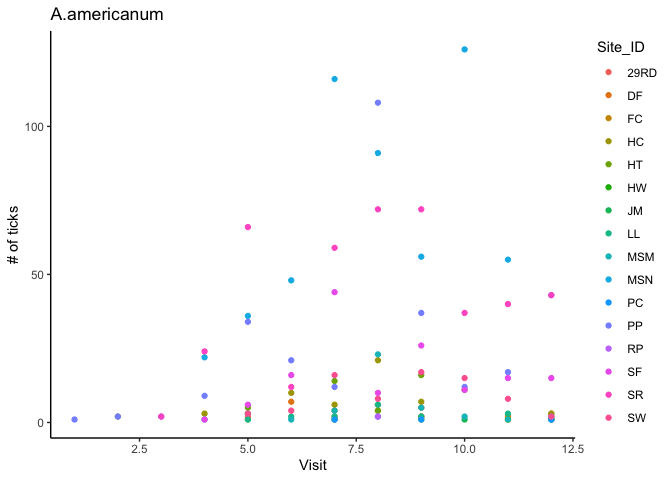 A.americanum
# of ticks
100
50
0
2.5
5.0
7.5
10.0
12.5
Visit
Site_ID
29RD
DF
FC
HC
HT
HW
JM
LL
MSM
MSN
PC
PP
RP
SF
SR
SW